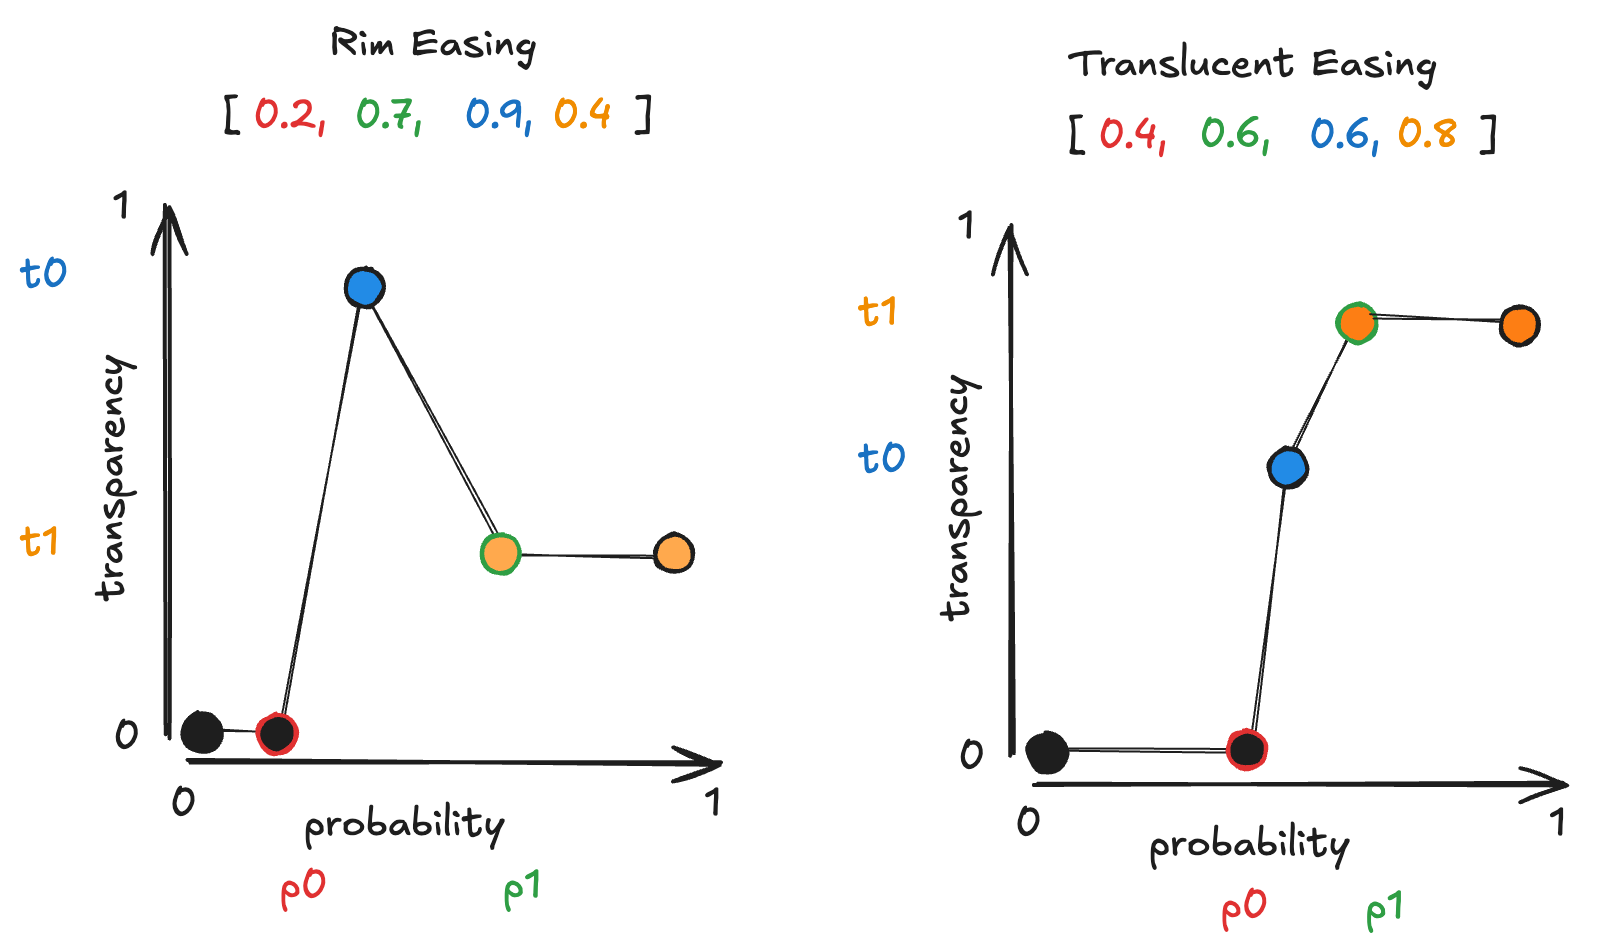 Rim Easing
[ 0.2, 0.7, 0.9, 0.4 ]
1
t0
t1
transparency
0
0
1
probability
p0 p1
Translucent Easing
[ 0.4, 0.6, 0.6, 0.8 ]
1
t1
t0
transparency
0
0
1
probability
p0 p1